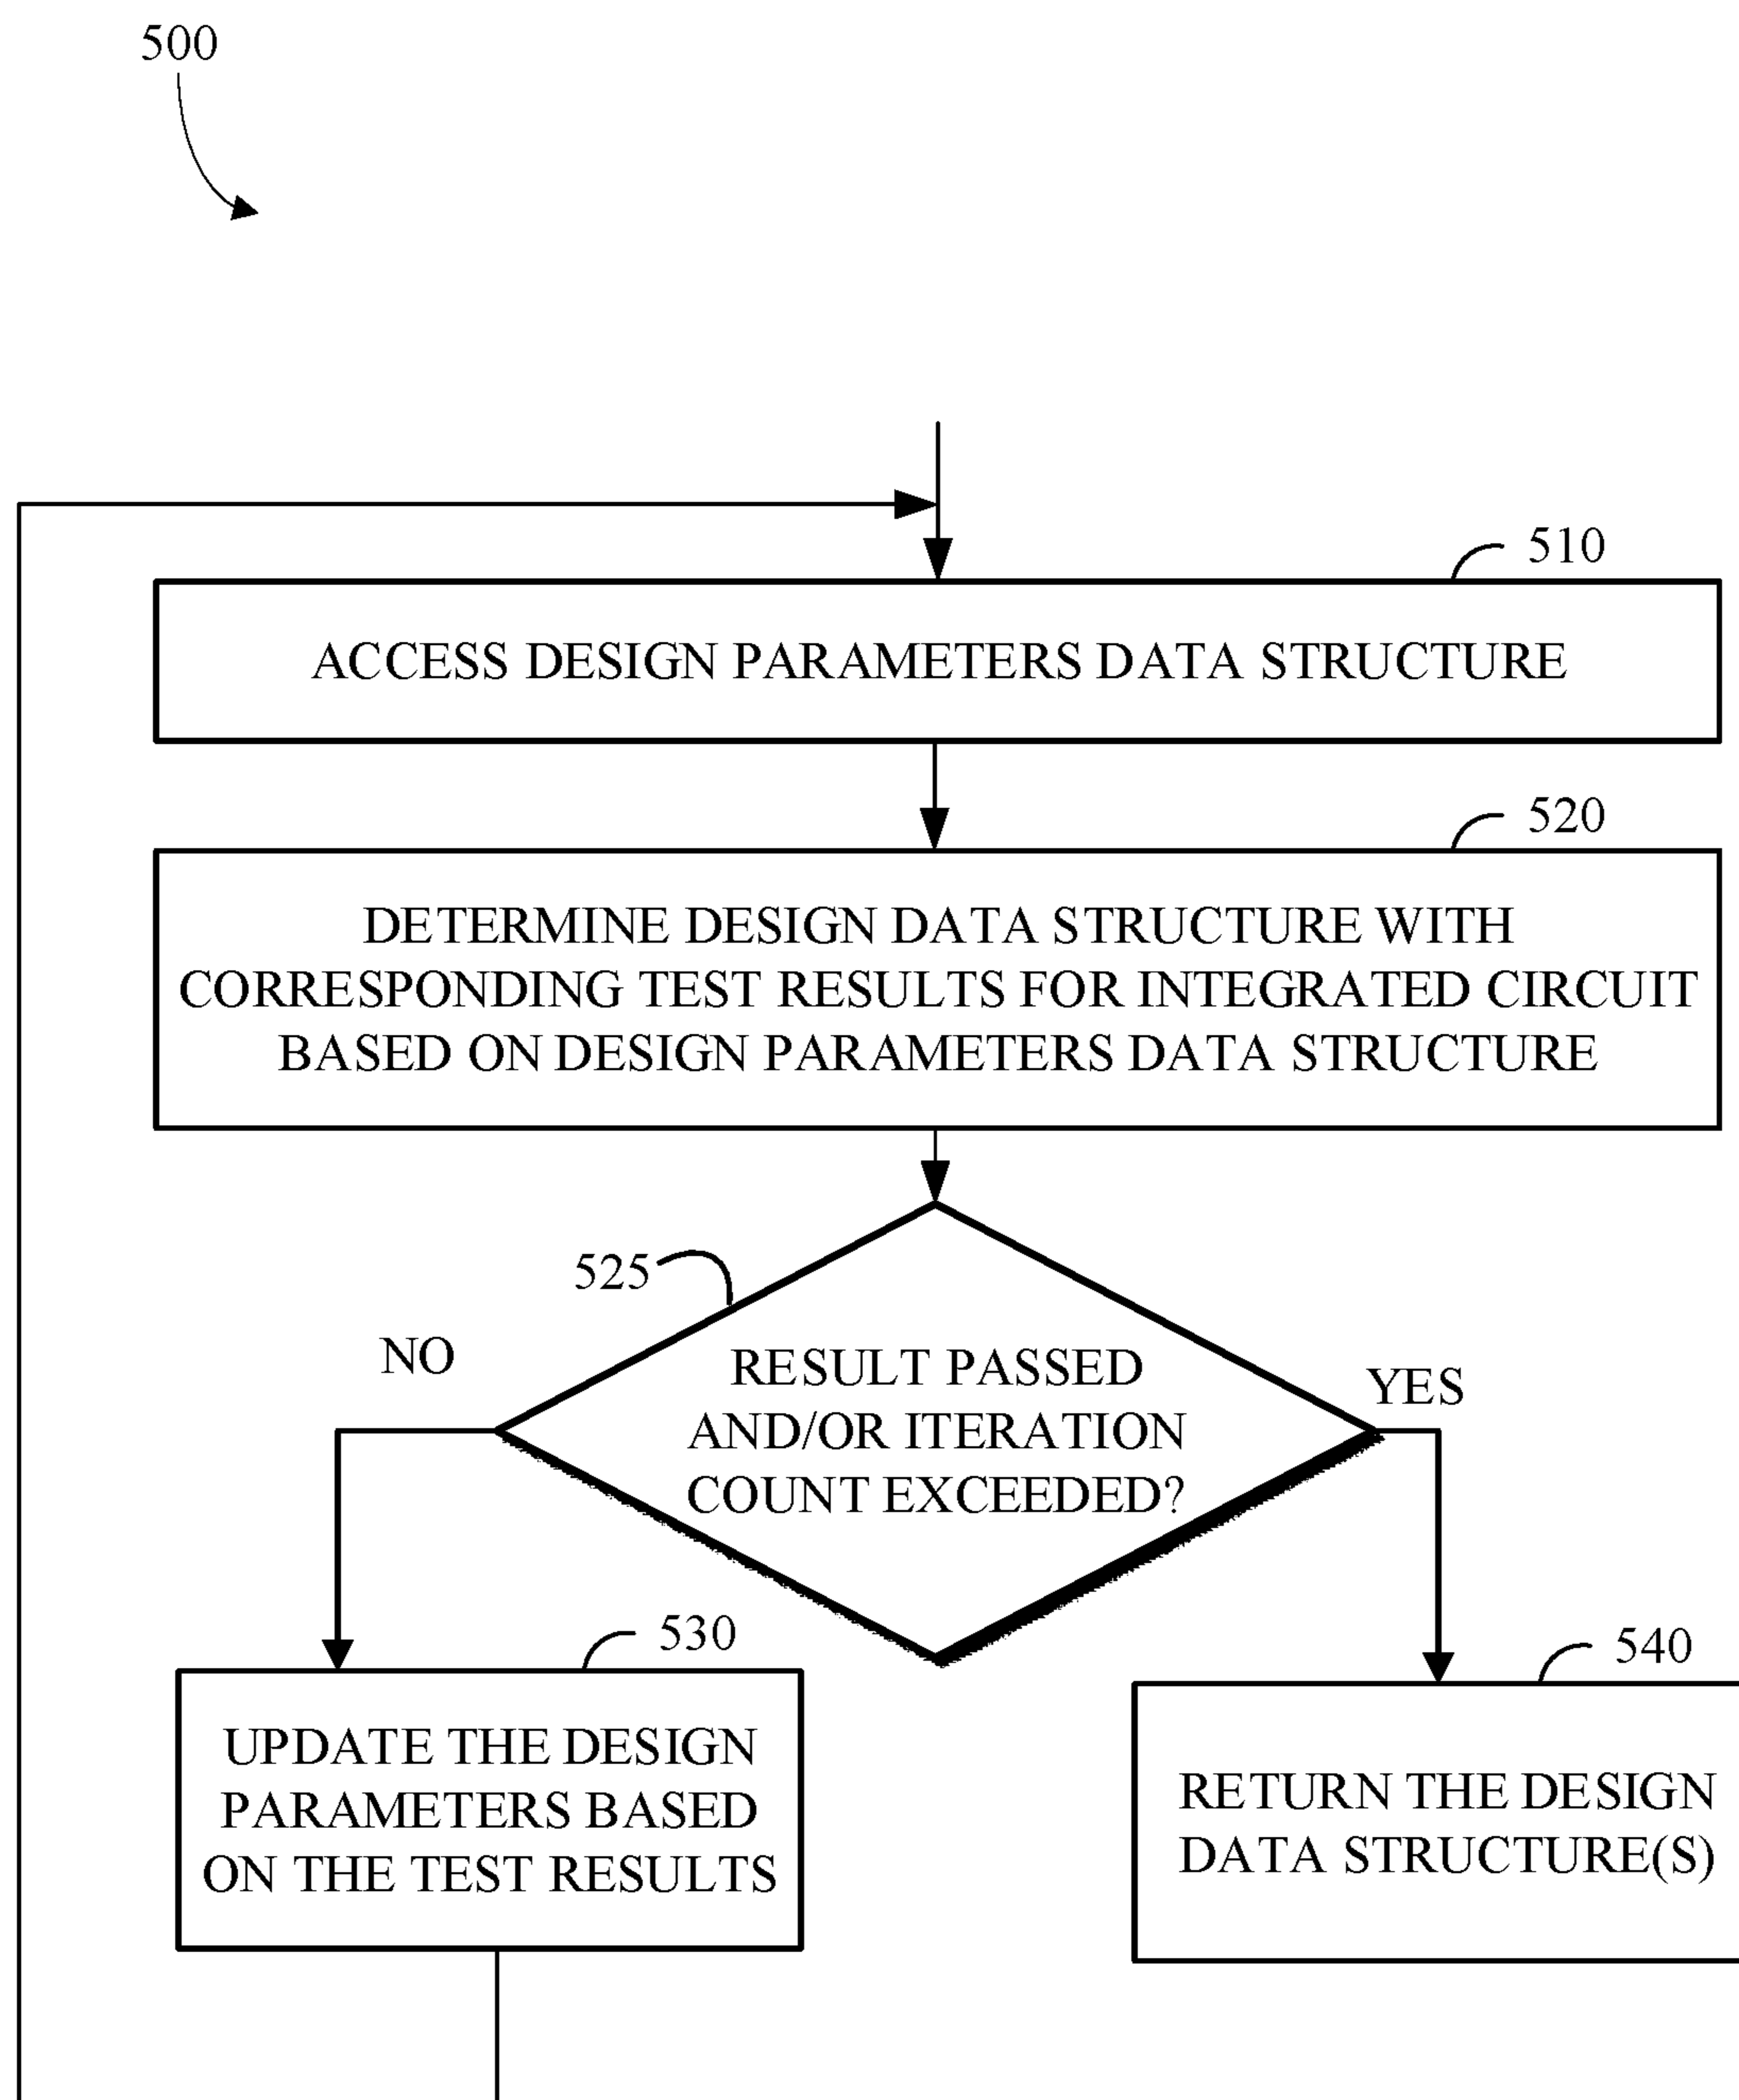 500
510
ACCESS DESIGN PARAMETERS DATA STRUCTURE
520
DETERMINE DESIGN DATA STRUCTURE WITH
CORRESPONDING TEST RESULTS FOR INTEGRATED CIRCUIT
BASED ON DESIGN PARAMETERS DATA STRUCTURE
525
NO
RESULT PASSED
AND/OR ITERATION
COUNT EXCEEDED?
YES
530
UPDATE THE DESIGN
PARAMETERS BASED
ON THE TEST RESULTS
540
RETURN THE DESIGN
DATA STRUCTURE(S)